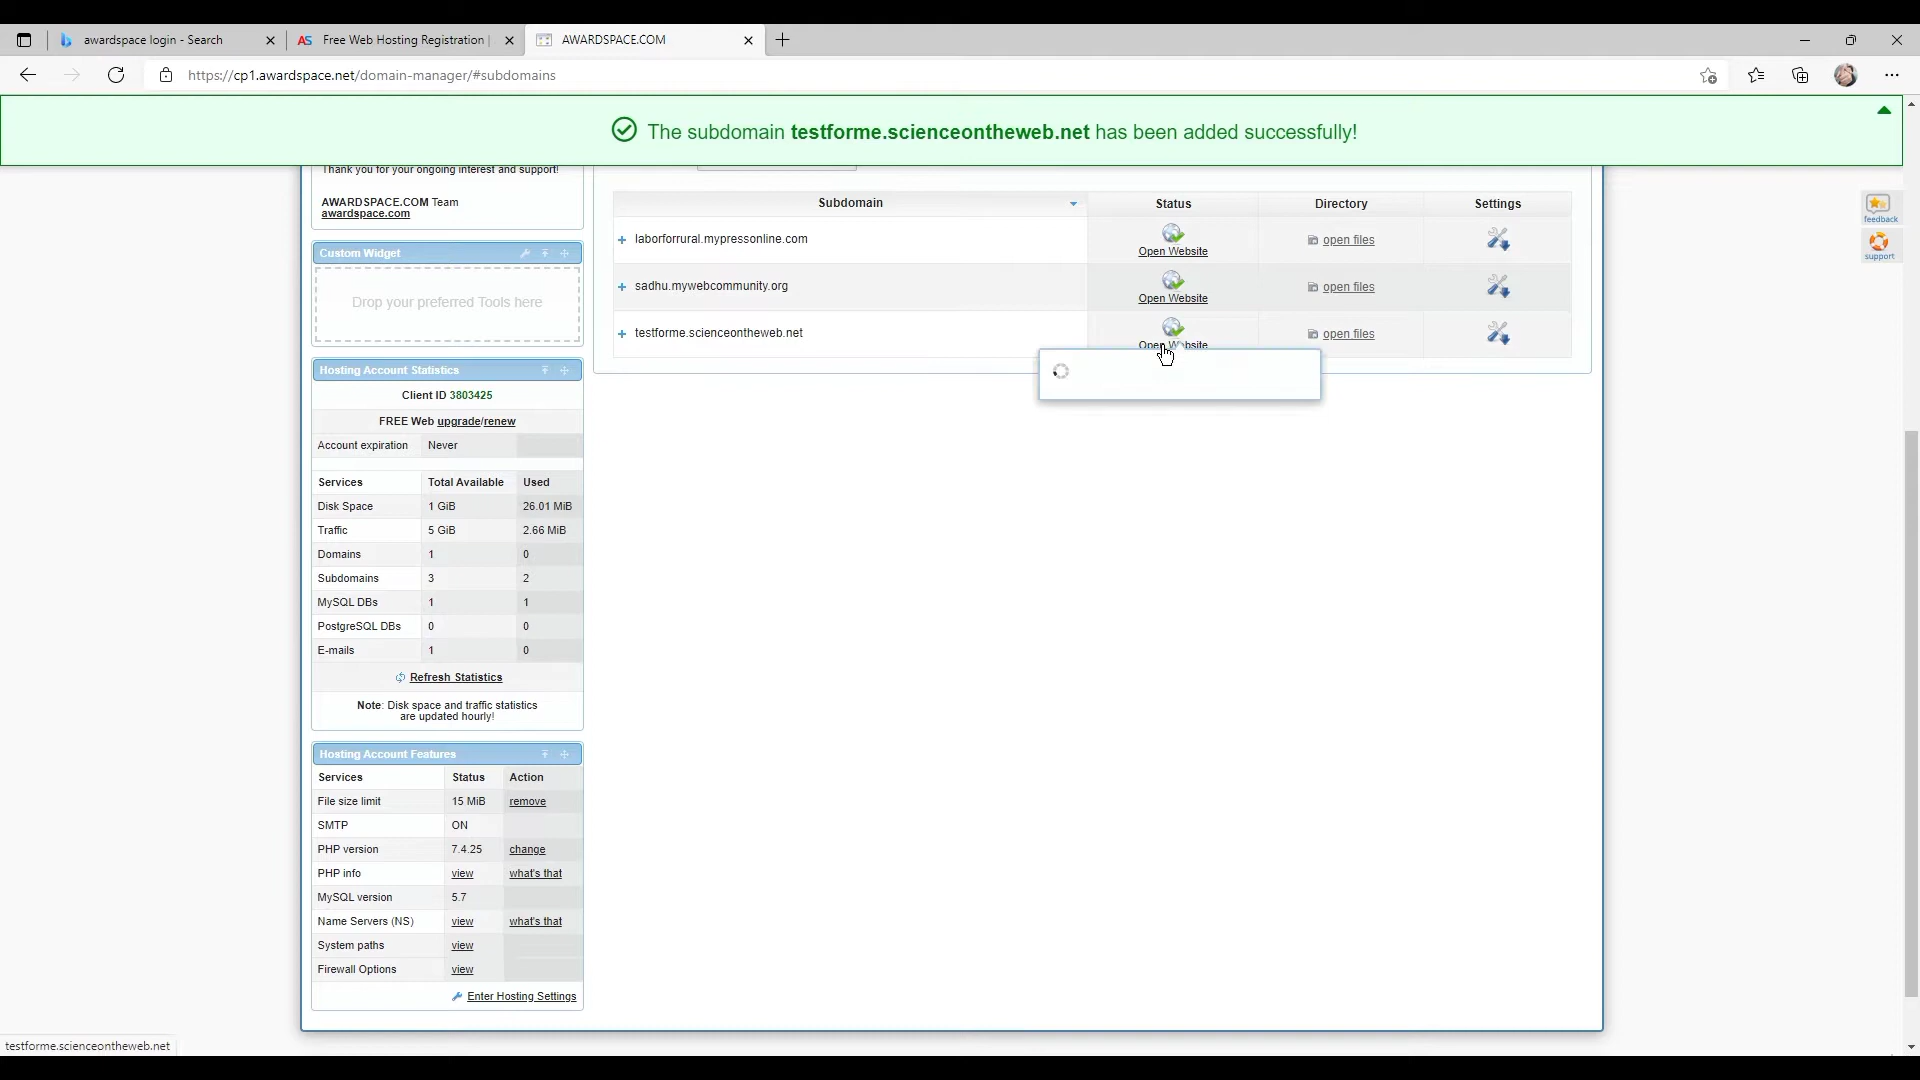 awardspace login - Search
Free Web Hosting Registration |
AWARDSPACE.COM
https://cp1.awardspace.net/domain-manager/#subdomains
The subdomain testforme.scienceontheweb.net has been added successfully!
Thank you for your ongoing interest and support!
AWARDSPACE.COM Team
awardspace.com
Custom Widget
Drop your preferred Tools here
Hosting Account Statistics
Client ID 3803425
FREE Web upgrade/renew
Account expiration Never
Services Total Available Used
Disk Space 1 GiB 26.01 MiB
Traffic 5 GiB 2.66 MiB
Domains 1 0
Subdomains 3 2
MySQL DBs 1 1
PostgreSQL DBs 0 0
E-mails 1 0
Refresh Statistics
Note: Disk space and traffic statistics
are updated hourly!
Hosting Account Features
Services Status Action
File size limit 15 MiB remove
SMTP ON
PHP version 7.4.25 change
PHP info view what's that
MySQL version 5.7
Name Servers (NS) view what's that
System paths view
Firewall Options view
Enter Hosting Settings
Subdomain Status Directory Settings
laborforrural.mypressonline.com Open Website open files
sadhu.mywebcommunity.org Open Website open files
testforme.scienceontheweb.net Open Website open files
feedback
support
testforme.scienceontheweb.net